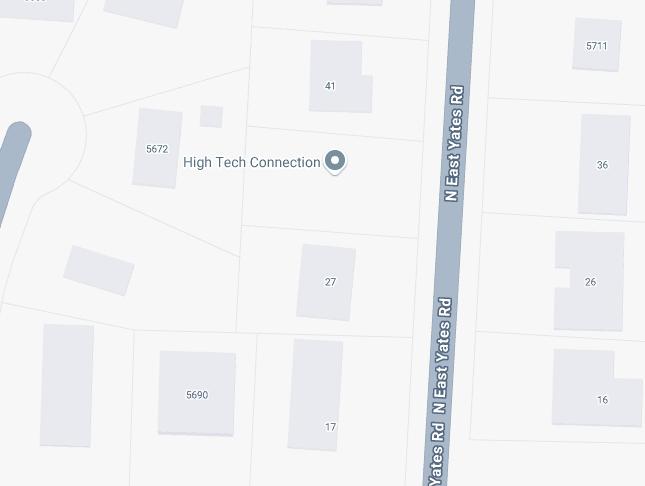 5711
41
N East Yates Rd
5672
High Tech Connection
36
27
26
N East Yates Rd
5690
16
17
Yates Rd